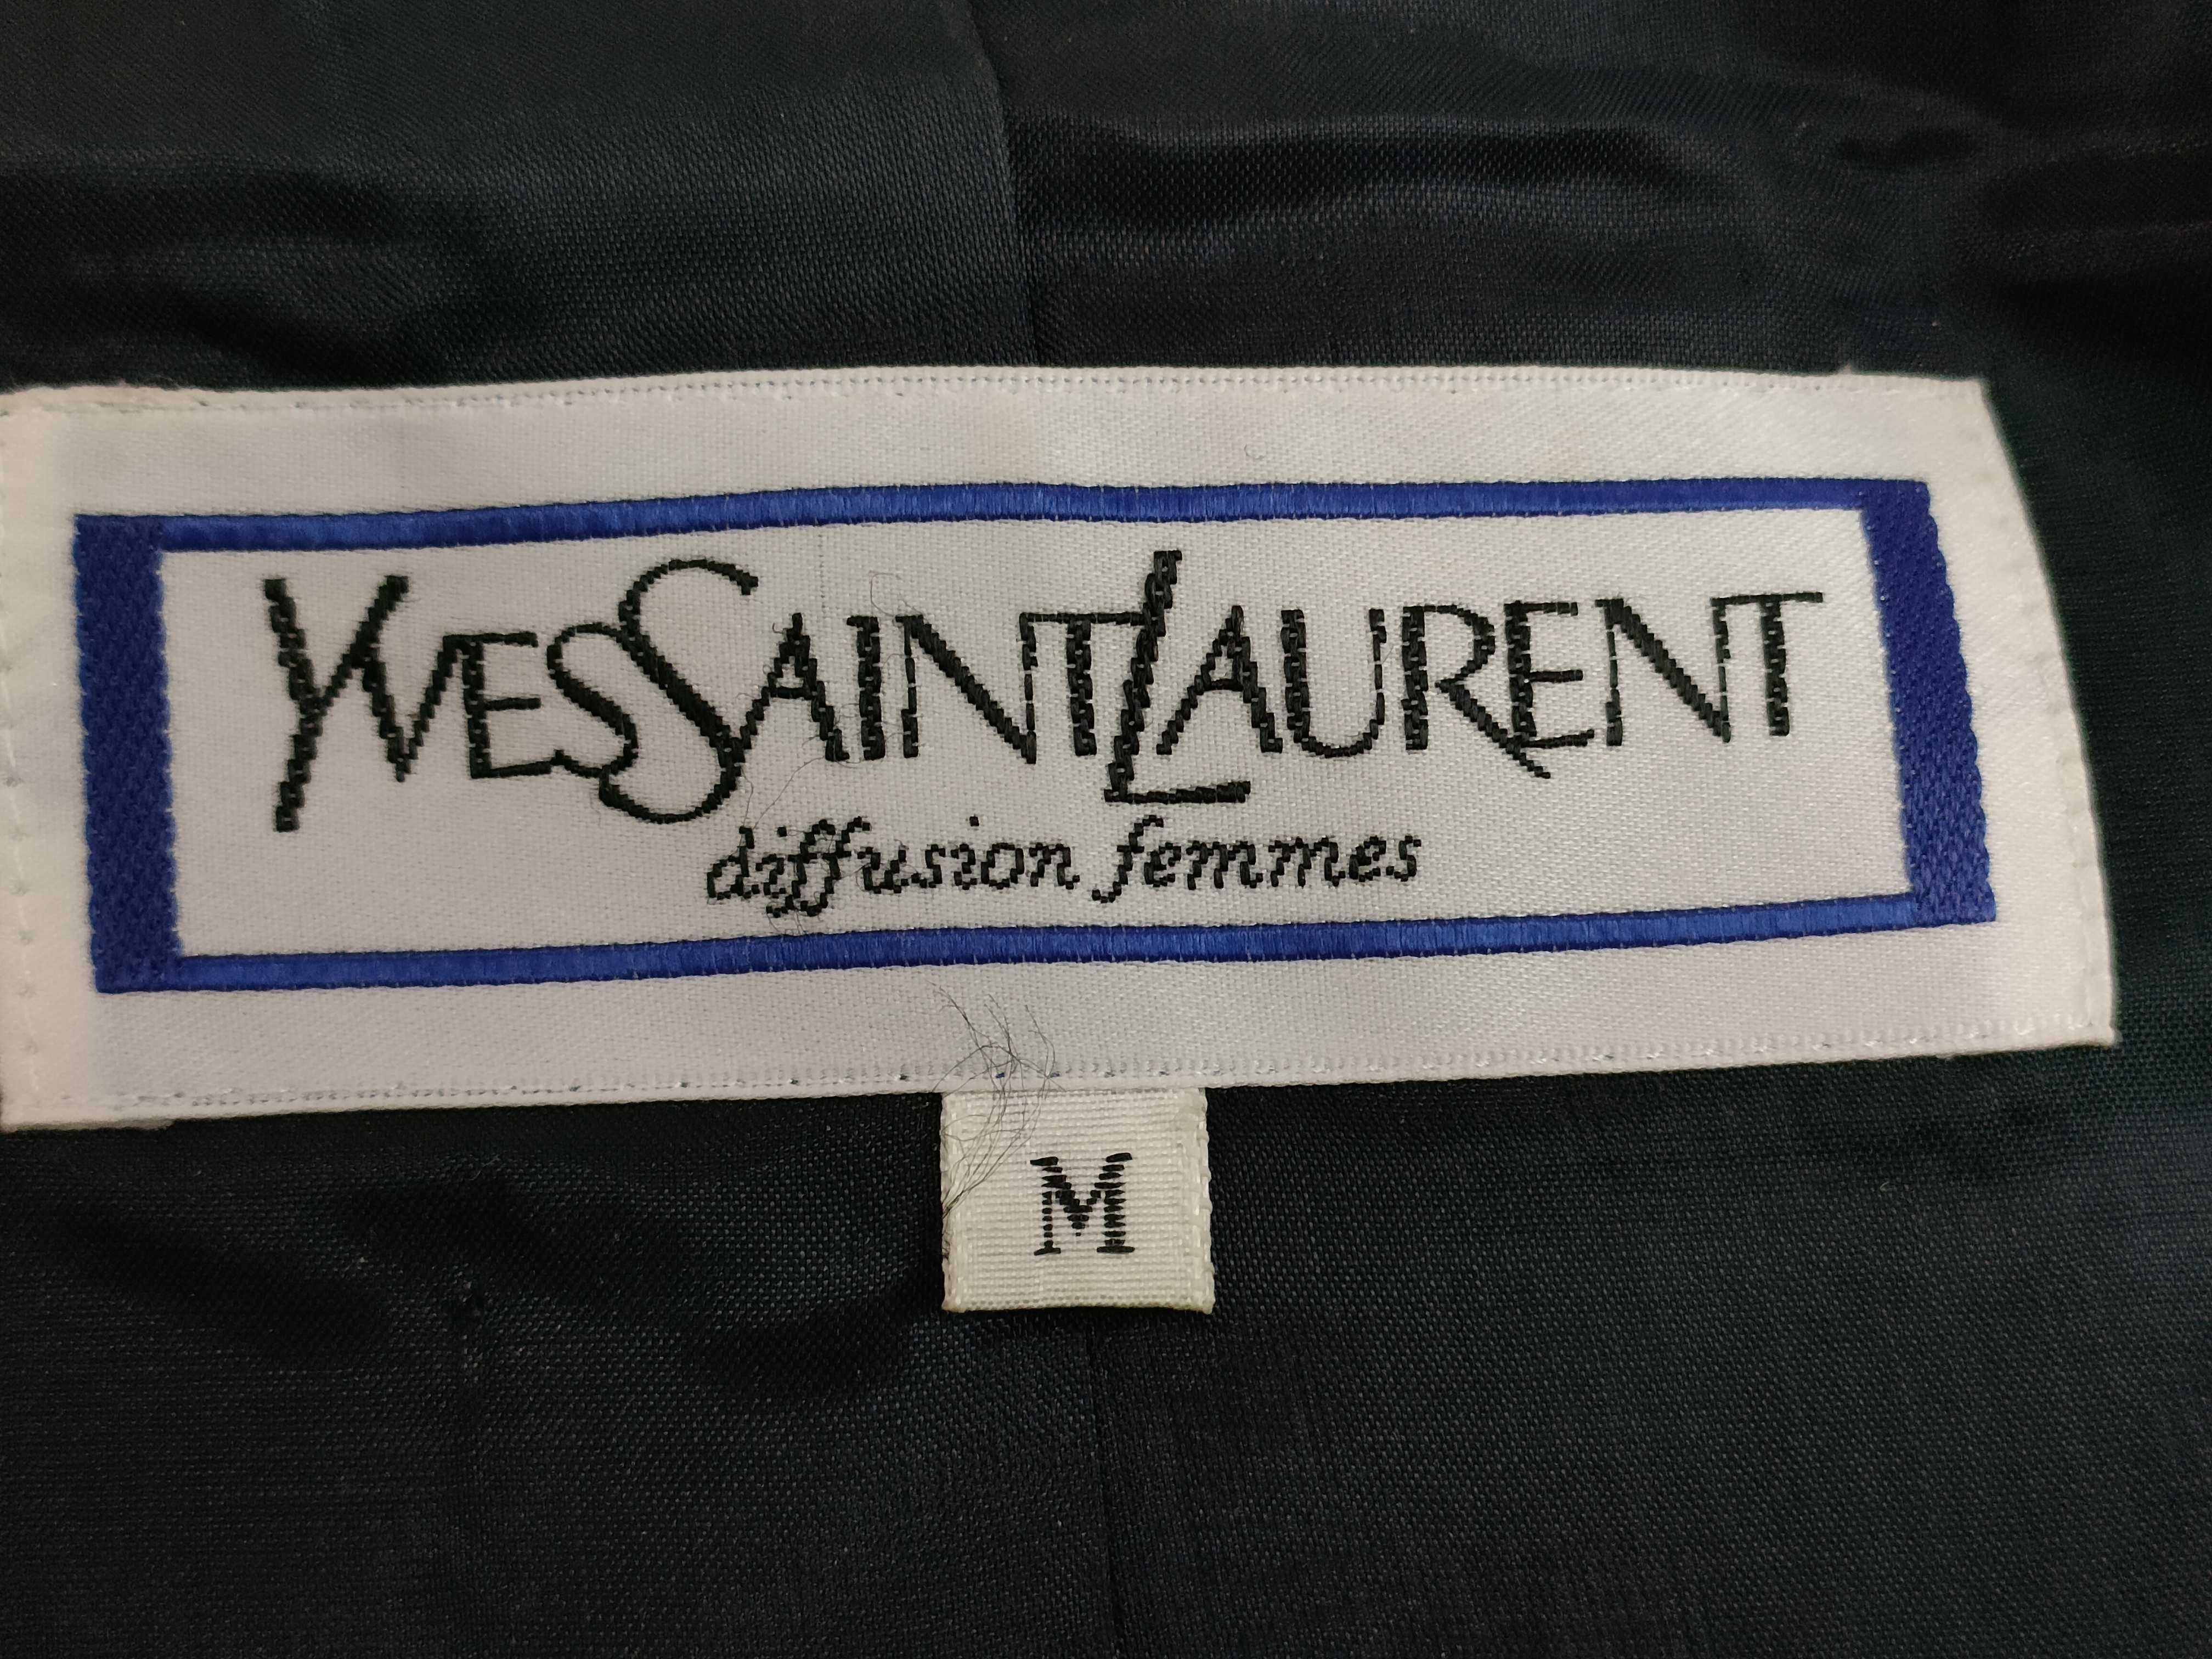 YVESSAINTLAURENT
diffusion femmes
M